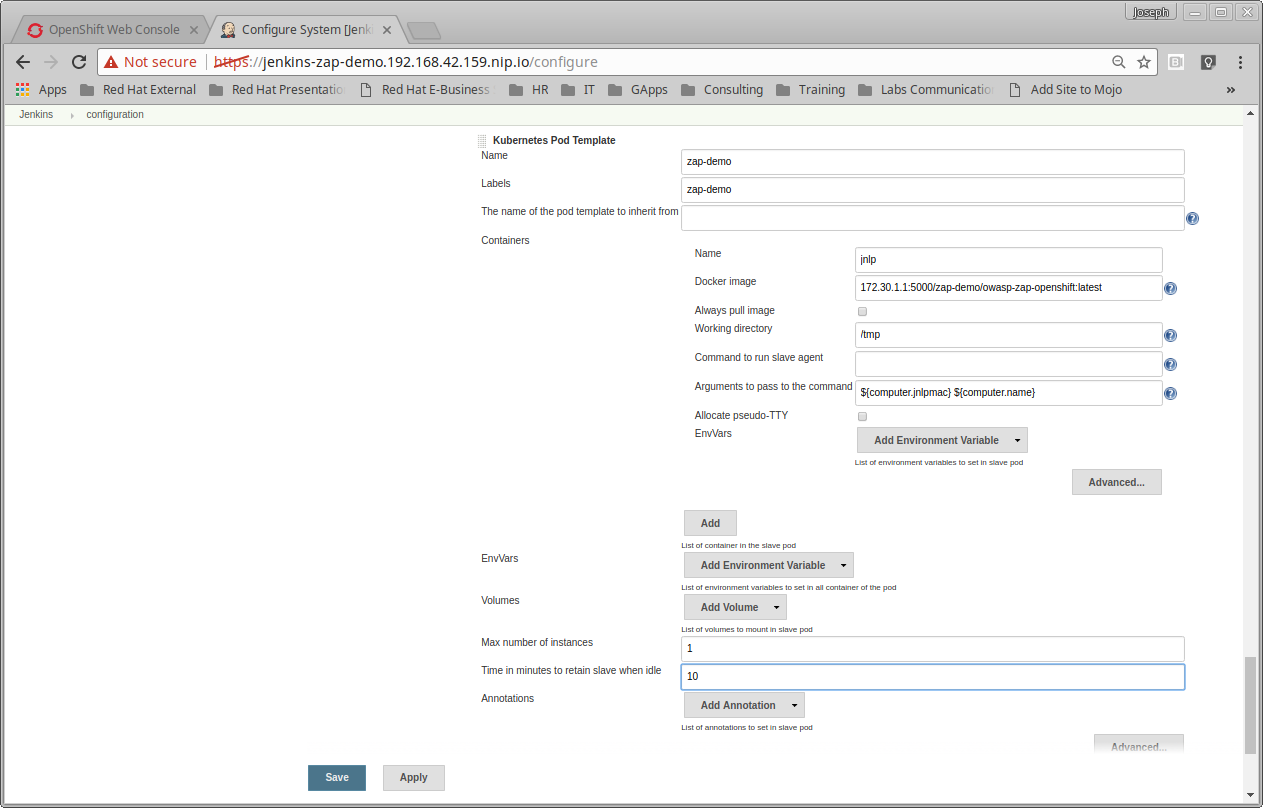 Joseph
OpenShift Web Console
Configure System [Jenki
Not secure https://jenkins-zap-demo.192.168.42.159.nip.io/configure
Apps Red Hat External Red Hat Presentatio Red Hat E-Business HR IT GApps Consulting Training Labs Communicatio Add Site to Mojo »
Jenkins configuration
Kubernetes Pod Template
Name zap-demo
Labels zap-demo
The name of the pod template to inherit from
Containers
Name jnlp
Docker image 172.30.1.1:5000/zap-demo/owasp-zap-openshift:latest
Always pull image
Working directory /tmp
Command to run slave agent
Arguments to pass to the command ${computer.jnlpmac} ${computer.name}
Allocate pseudo-TTY
EnvVars Add Environment Variable
List of environment variables to set in slave pod
Advanced...
Add
List of container in the slave pod
EnvVars Add Environment Variable
List of environment variables to set in all container of the pod
Volumes Add Volume
List of volumes to mount in slave pod
Max number of instances 1
Time in minutes to retain slave when idle 10
Annotations Add Annotation
List of annotations to set in slave pod
Advanced...
Save Apply